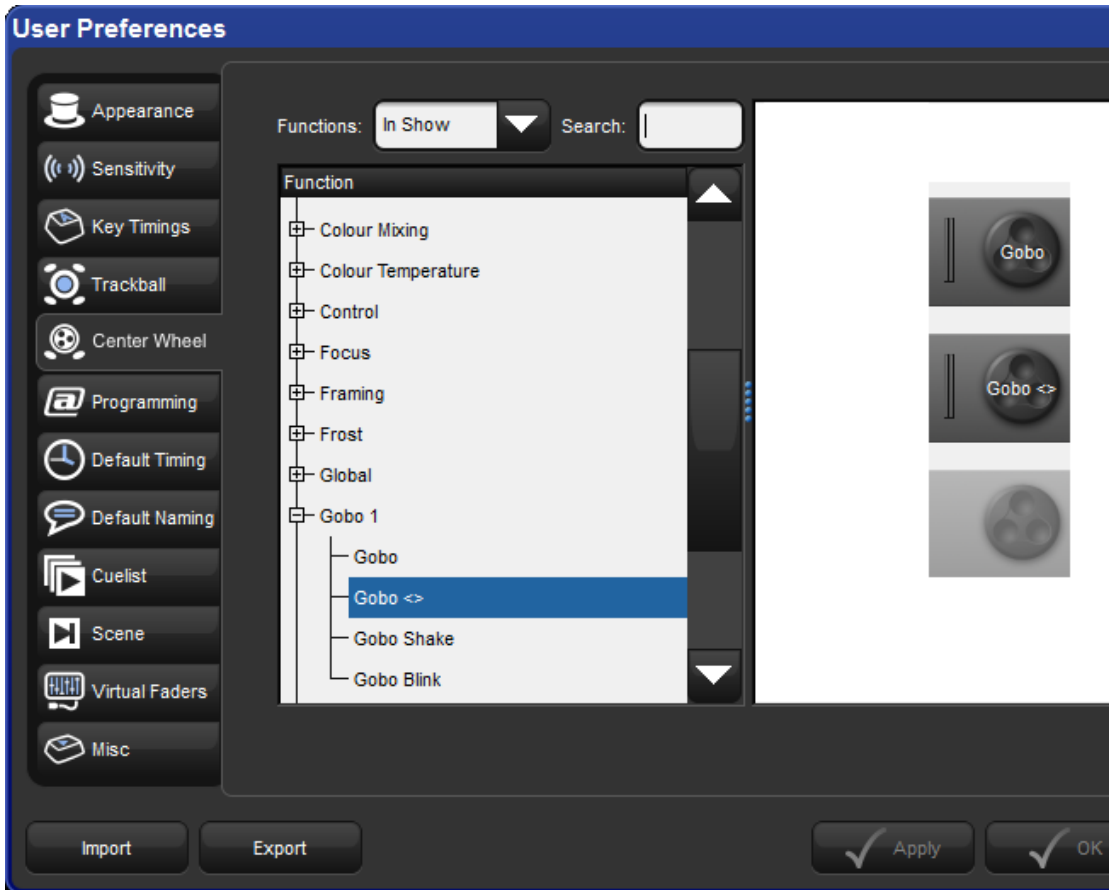 User Preferences
Appearance
Sensitivity
Key Timings
Trackball
Center Wheel
Programming
Default Timing
Default Naming
Cuelist
Scene
Virtual Faders
Misc
Functions: In Show Search:
Function
Colour Mixing
Colour Temperature
Control
Focus
Framing
Frost
Global
Gobo 1
Gobo
Gobo <>
Gobo Shake
Gobo Blink
Gobo
Gobo <>
Import Export Apply OK